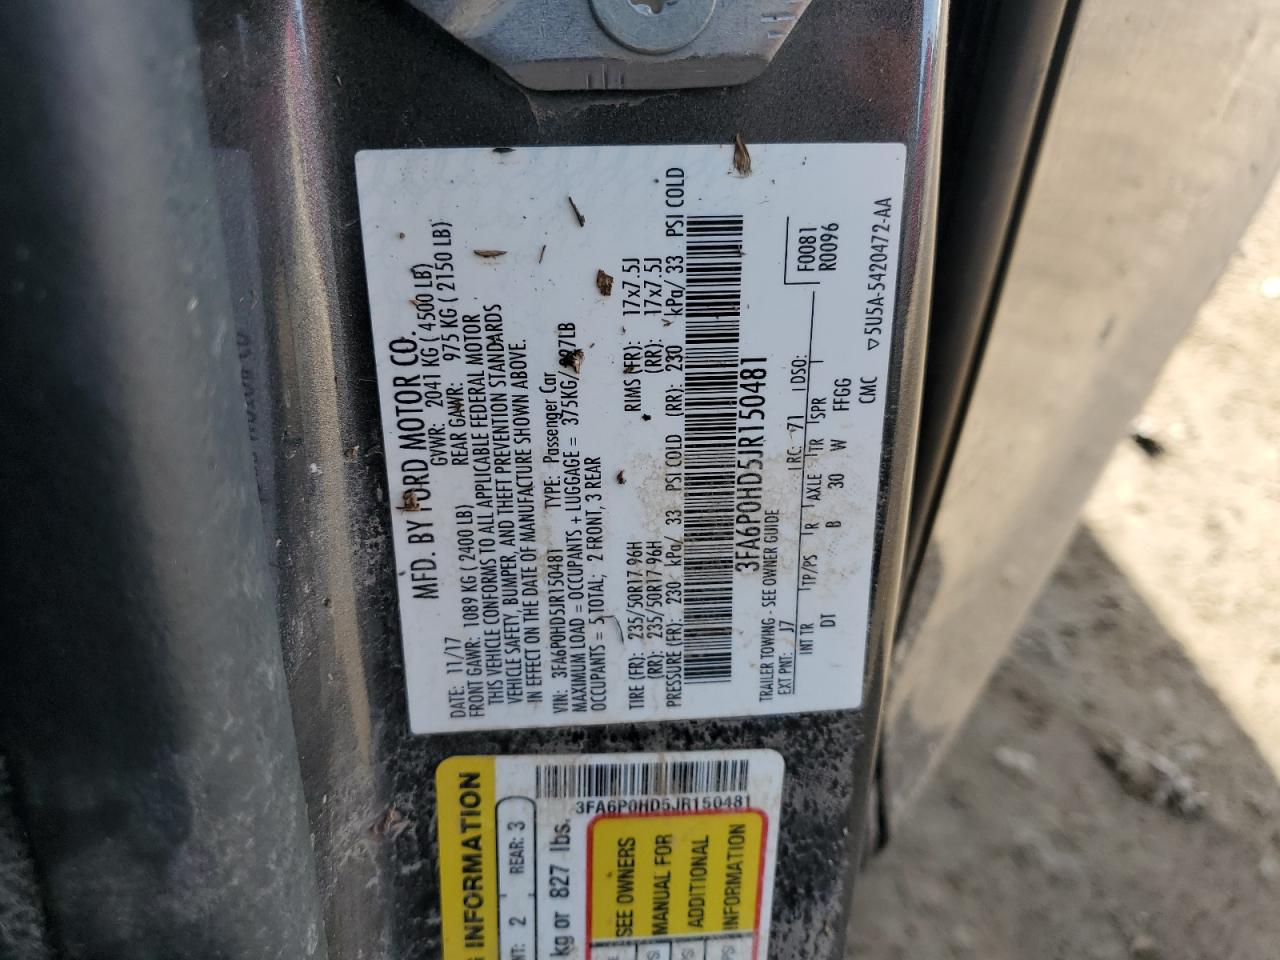 MFD. BY FORD MOTOR CO.
DATE: 11/17 GVWR: 2041 KG ( 4500 LB)
FRONT GAWR: 1089 KG (2400 LB) REAR GAWR: 975 KG ( 2150 LB)
THIS VEHICLE CONFORMS TO ALL APPLICABLE FEDERAL MOTOR
VEHICLE SAFETY, BUMPER, AND THEFT PREVENTION STANDARDS
IN EFFECT ON THE DATE OF MANUFACTURE SHOWN ABOVE.
VIN: 3FA6P0HD5JR150481 TYPE: Passenger Car
MAXIMUM LOAD = OCCUPANTS + LUGGAGE = 375KG/ 827LB
OCCUPANTS = 5 TOTAL; 2 FRONT, 3 REAR
TIRE (FR): 235/50R17 96H RIMS (FR): 17x7.5J
(RR): 235/50R17 96H (RR): 17x7.5J
PRESSURE (FR): 230 kPa/ 33 PSI COLD (RR): 230 kPa/ 33 PSI COLD
3FA6P0HD5JR150481
TRAILER TOWING - SEE OWNER GUIDE F0081
EXT PNT: J7 RC: 71 DSO: R0096
INT TR TP/PS R AXLE TR SPR
DT B 30 W FFGG
CMC ▽5U5A-5420472-AA
3FA6P0HD5JR150481
INFORMATION
2 REAR: 3
kg or 827 lbs.
SEE OWNERS
MANUAL FOR
ADDITIONAL
INFORMATION